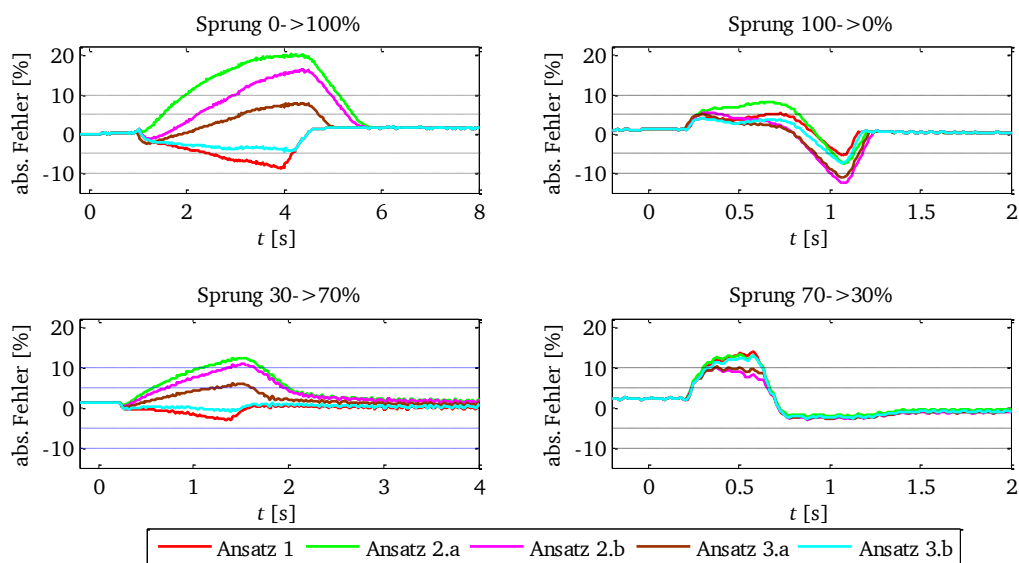 Sprung 0->100%
abs. Fehler [%]
20
10
0
-10
0
2
4
6
8
t [s]
Sprung 100->0%
abs. Fehler [%]
20
10
0
-10
0
0.5
1
1.5
2
t [s]
Sprung 30->70%
abs. Fehler [%]
20
10
0
-10
0
1
2
3
4
t [s]
Sprung 70->30%
abs. Fehler [%]
20
10
0
-10
0
0.5
1
1.5
2
t [s]
Ansatz 1
Ansatz 2.a
Ansatz 2.b
Ansatz 3.a
Ansatz 3.b